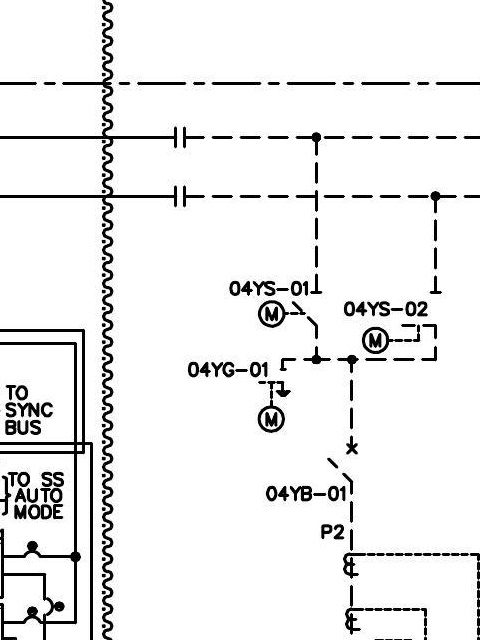 04YS-01
M
04YS-02
M
04YG-01
M
TO
SYNC
BUS
TO SS
AUTO
MODE
04YB-01
P2